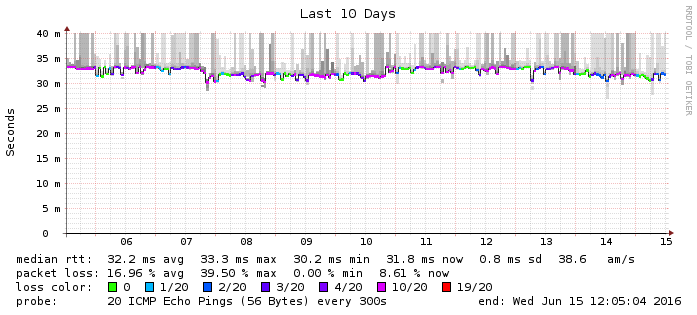 Last 10 Days
RRDTOOL / TOBI OETIKER
Seconds
40 m
35 m
30 m
25 m
20 m
15 m
10 m
5 m
0
06 07 08 09 10 11 12 13 14 15
median rtt: 32.2 ms avg 33.3 ms max 30.2 ms min 31.8 ms now 0.8 ms sd 38.6 am/s
packet loss: 16.96 % avg 39.50 % max 0.00 % min 8.61 % now
loss color: 0 1/20 2/20 3/20 4/20 10/20 19/20
probe: 20 ICMP Echo Pings (56 Bytes) every 300s end: Wed Jun 15 12:05:04 2016